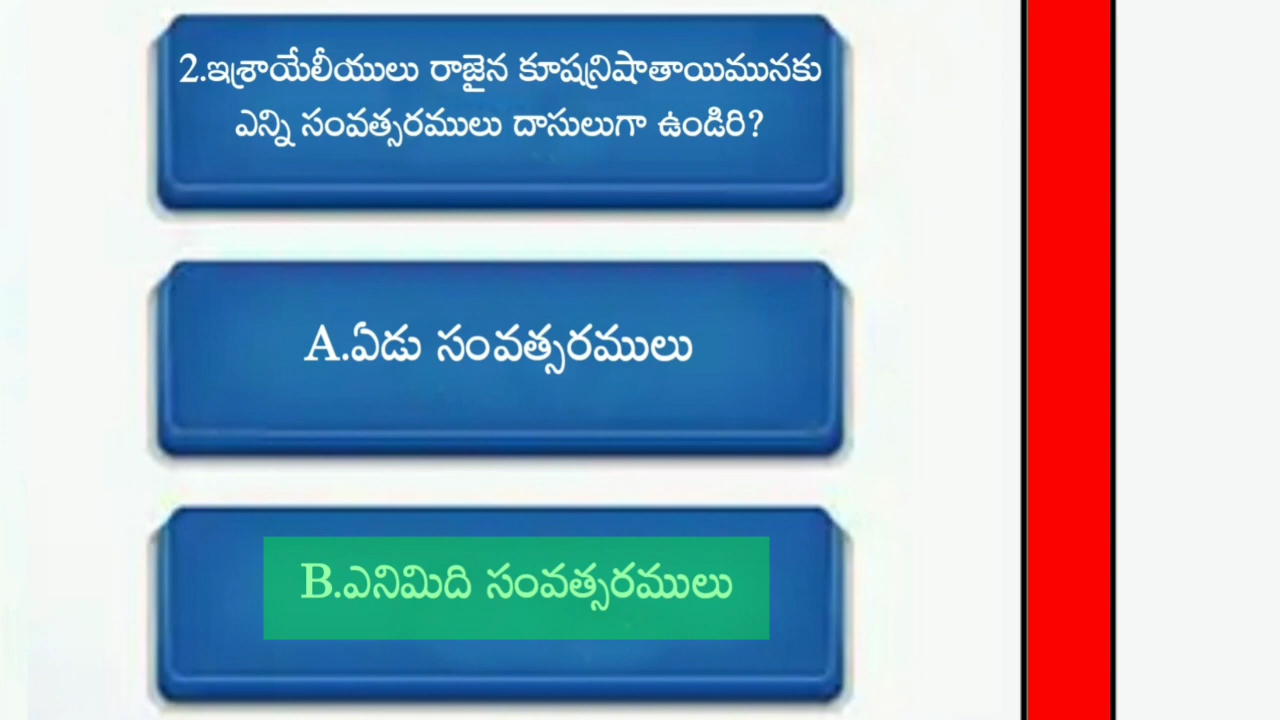 2.ఇశ్రాయేలీయులు రాజైన కూషన్రిషాతాయిమునకు
ఎన్ని సంవత్సరములు దాసులుగా ఉండిరి?
A.ఏడు సంవత్సరములు
B.ఎనిమిది సంవత్సరములు